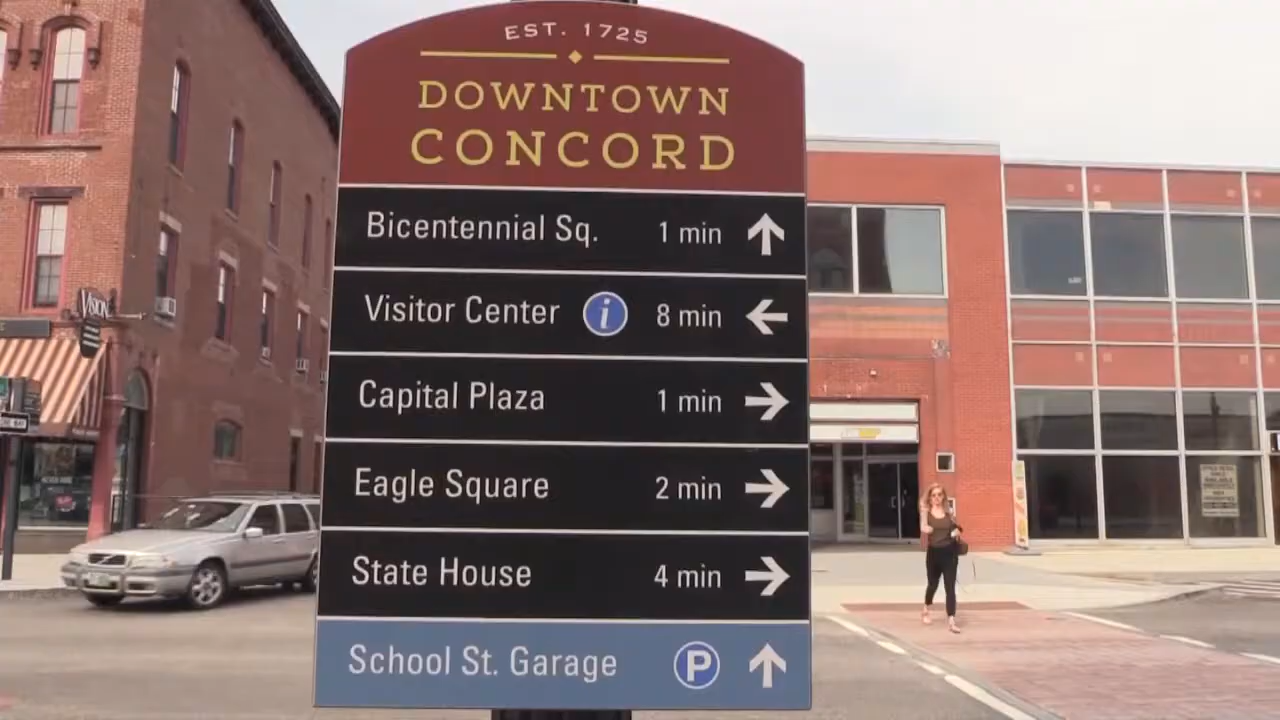 EST. 1725
DOWNTOWN
CONCORD
Bicentennial Sq. 1 min
Visitor Center i 8 min
Capital Plaza 1 min
Eagle Square 2 min
State House 4 min
School St. Garage P
VISION